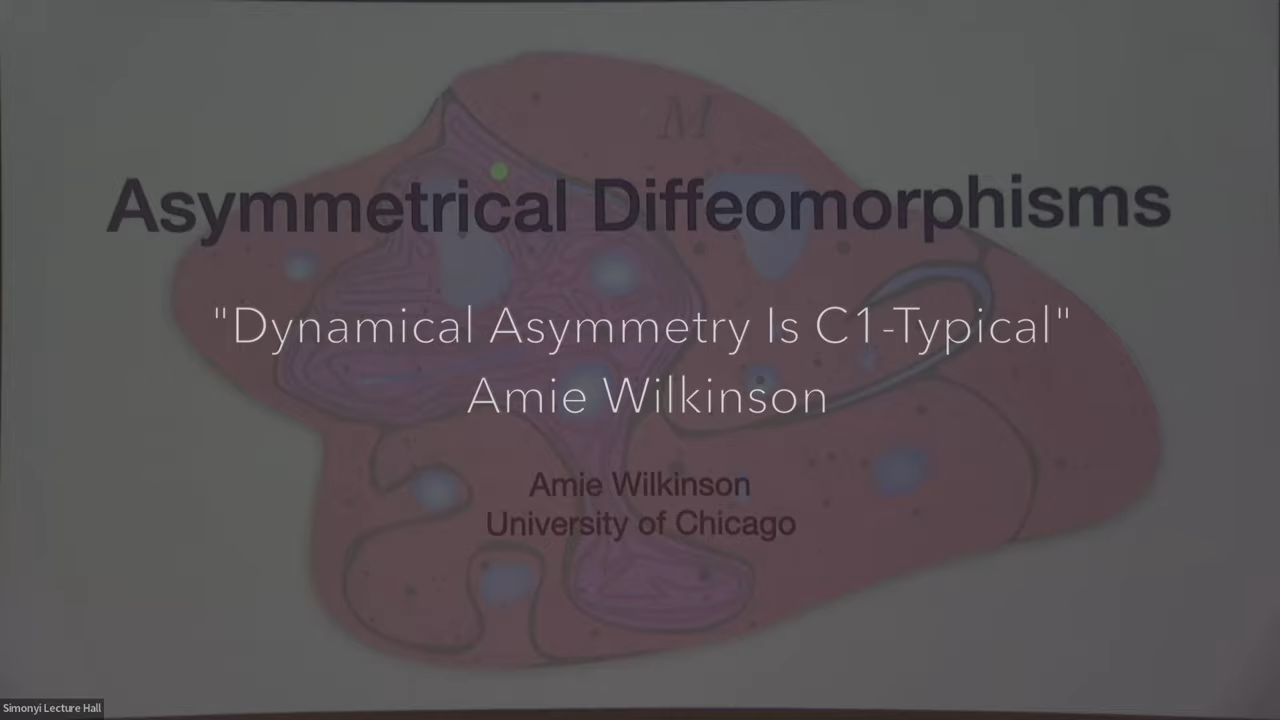 M
Asymmetrical Diffeomorphisms
"Dynamical Asymmetry Is C1-Typical"
Amie Wilkinson
Amie Wilkinson
University of Chicago
Simonyi Lecture Hall